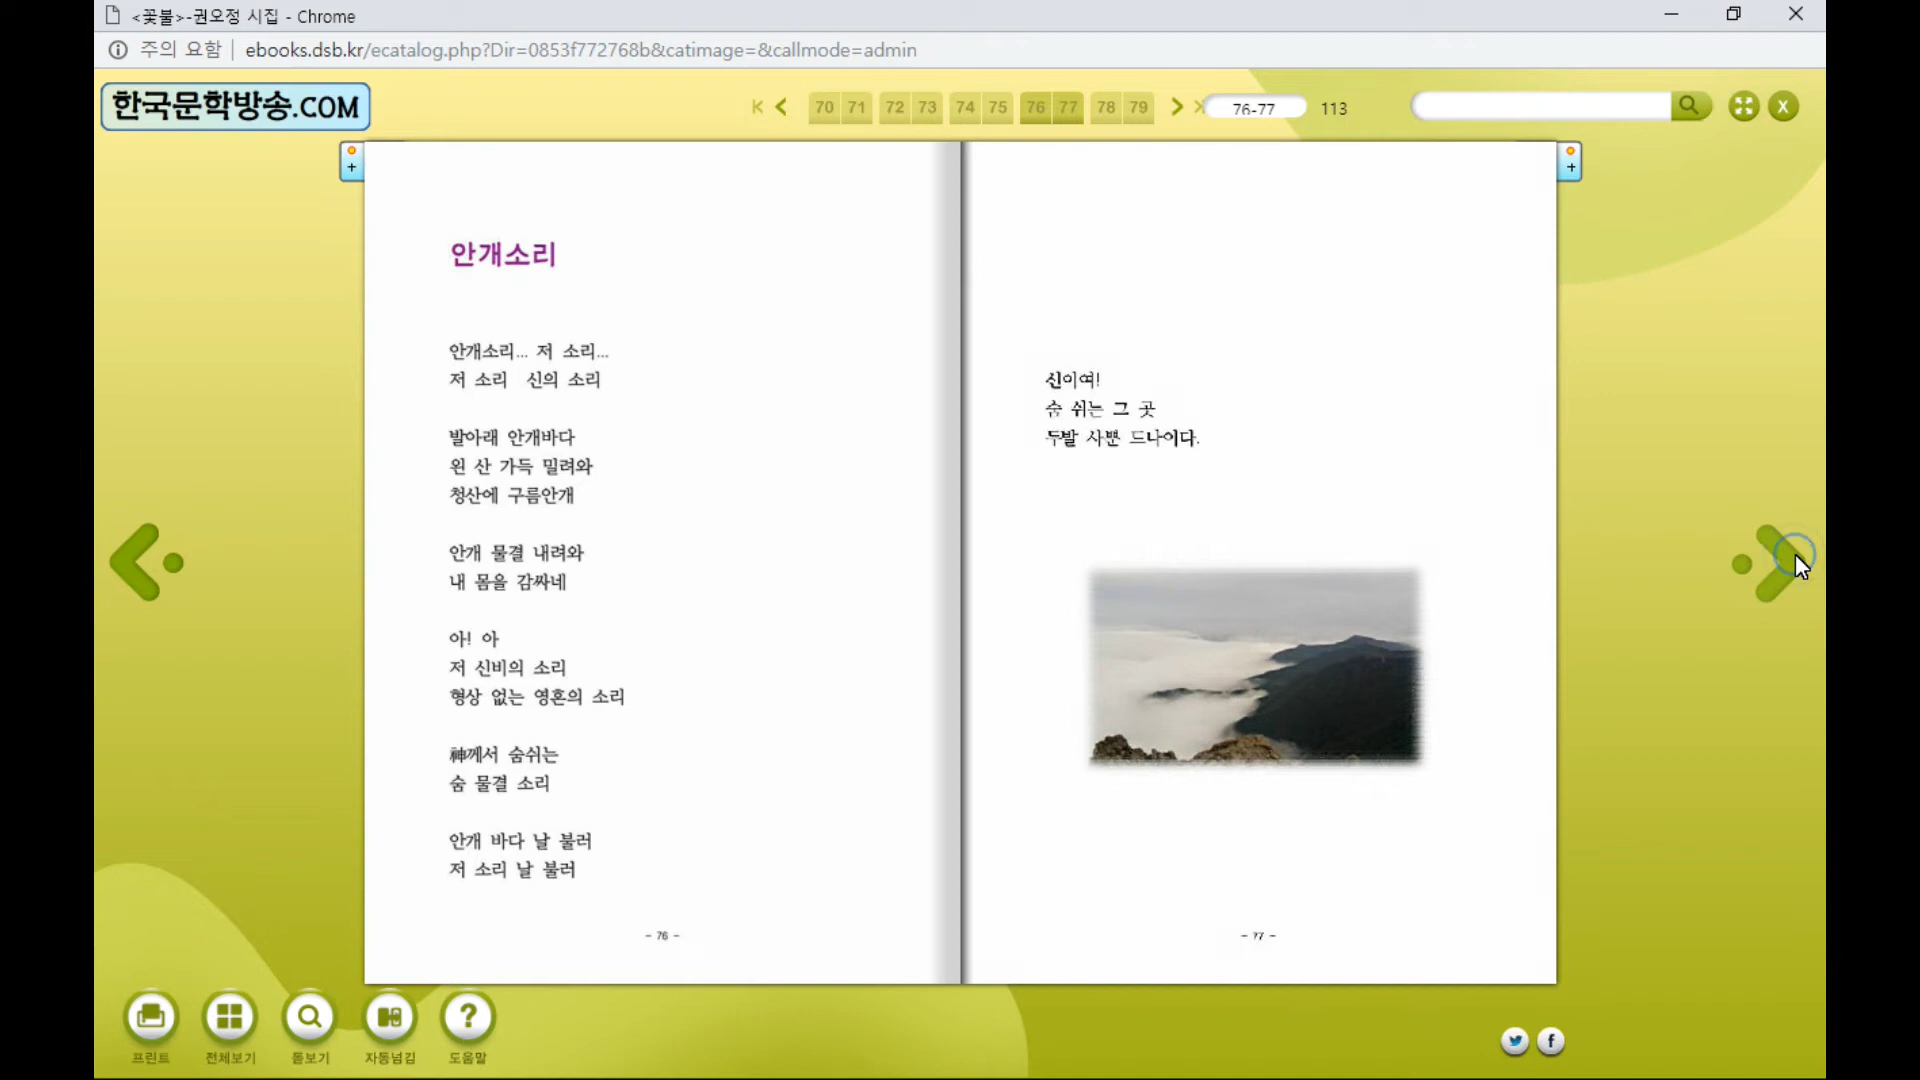 <꽃불>-권오정 시집 - Chrome
주의 요함 | ebooks.dsb.kr/ecatalog.php?Dir=0853f772768b&catimage=&callmode=admin
한국문학방송.COM
70 71 72 73 74 75 76 77 78 79 76-77 113
안개소리
안개소리... 저 소리...
저 소리 신의 소리
발아래 안개바다
왼 산 가득 밀려와
청산에 구름안개
안개 물결 내려와
내 몸을 감싸네
아! 아
저 신비의 소리
형상 없는 영혼의 소리
神께서 숨쉬는
숨 물결 소리
안개 바다 날 불러
저 소리 날 불러
- 76 -
신이여!
숨 쉬는 그 곳
두발 사뿐 드나이다.
- 77 -
프린트 전체보기 돋보기 자동넘김 도움말